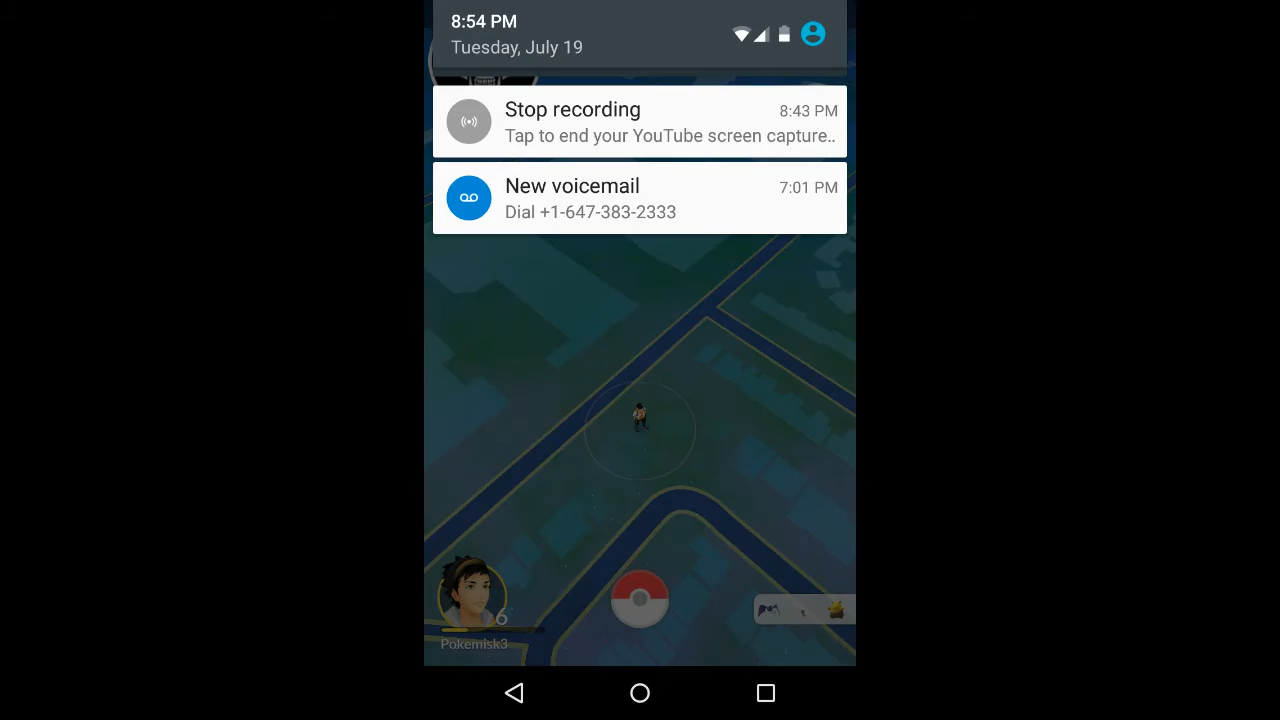 8:54 PM
Tuesday, July 19
Stop recording 8:43 PM
Tap to end your YouTube screen capture..
New voicemail 7:01 PM
Dial +1-647-383-2333
6
Pokemisk3